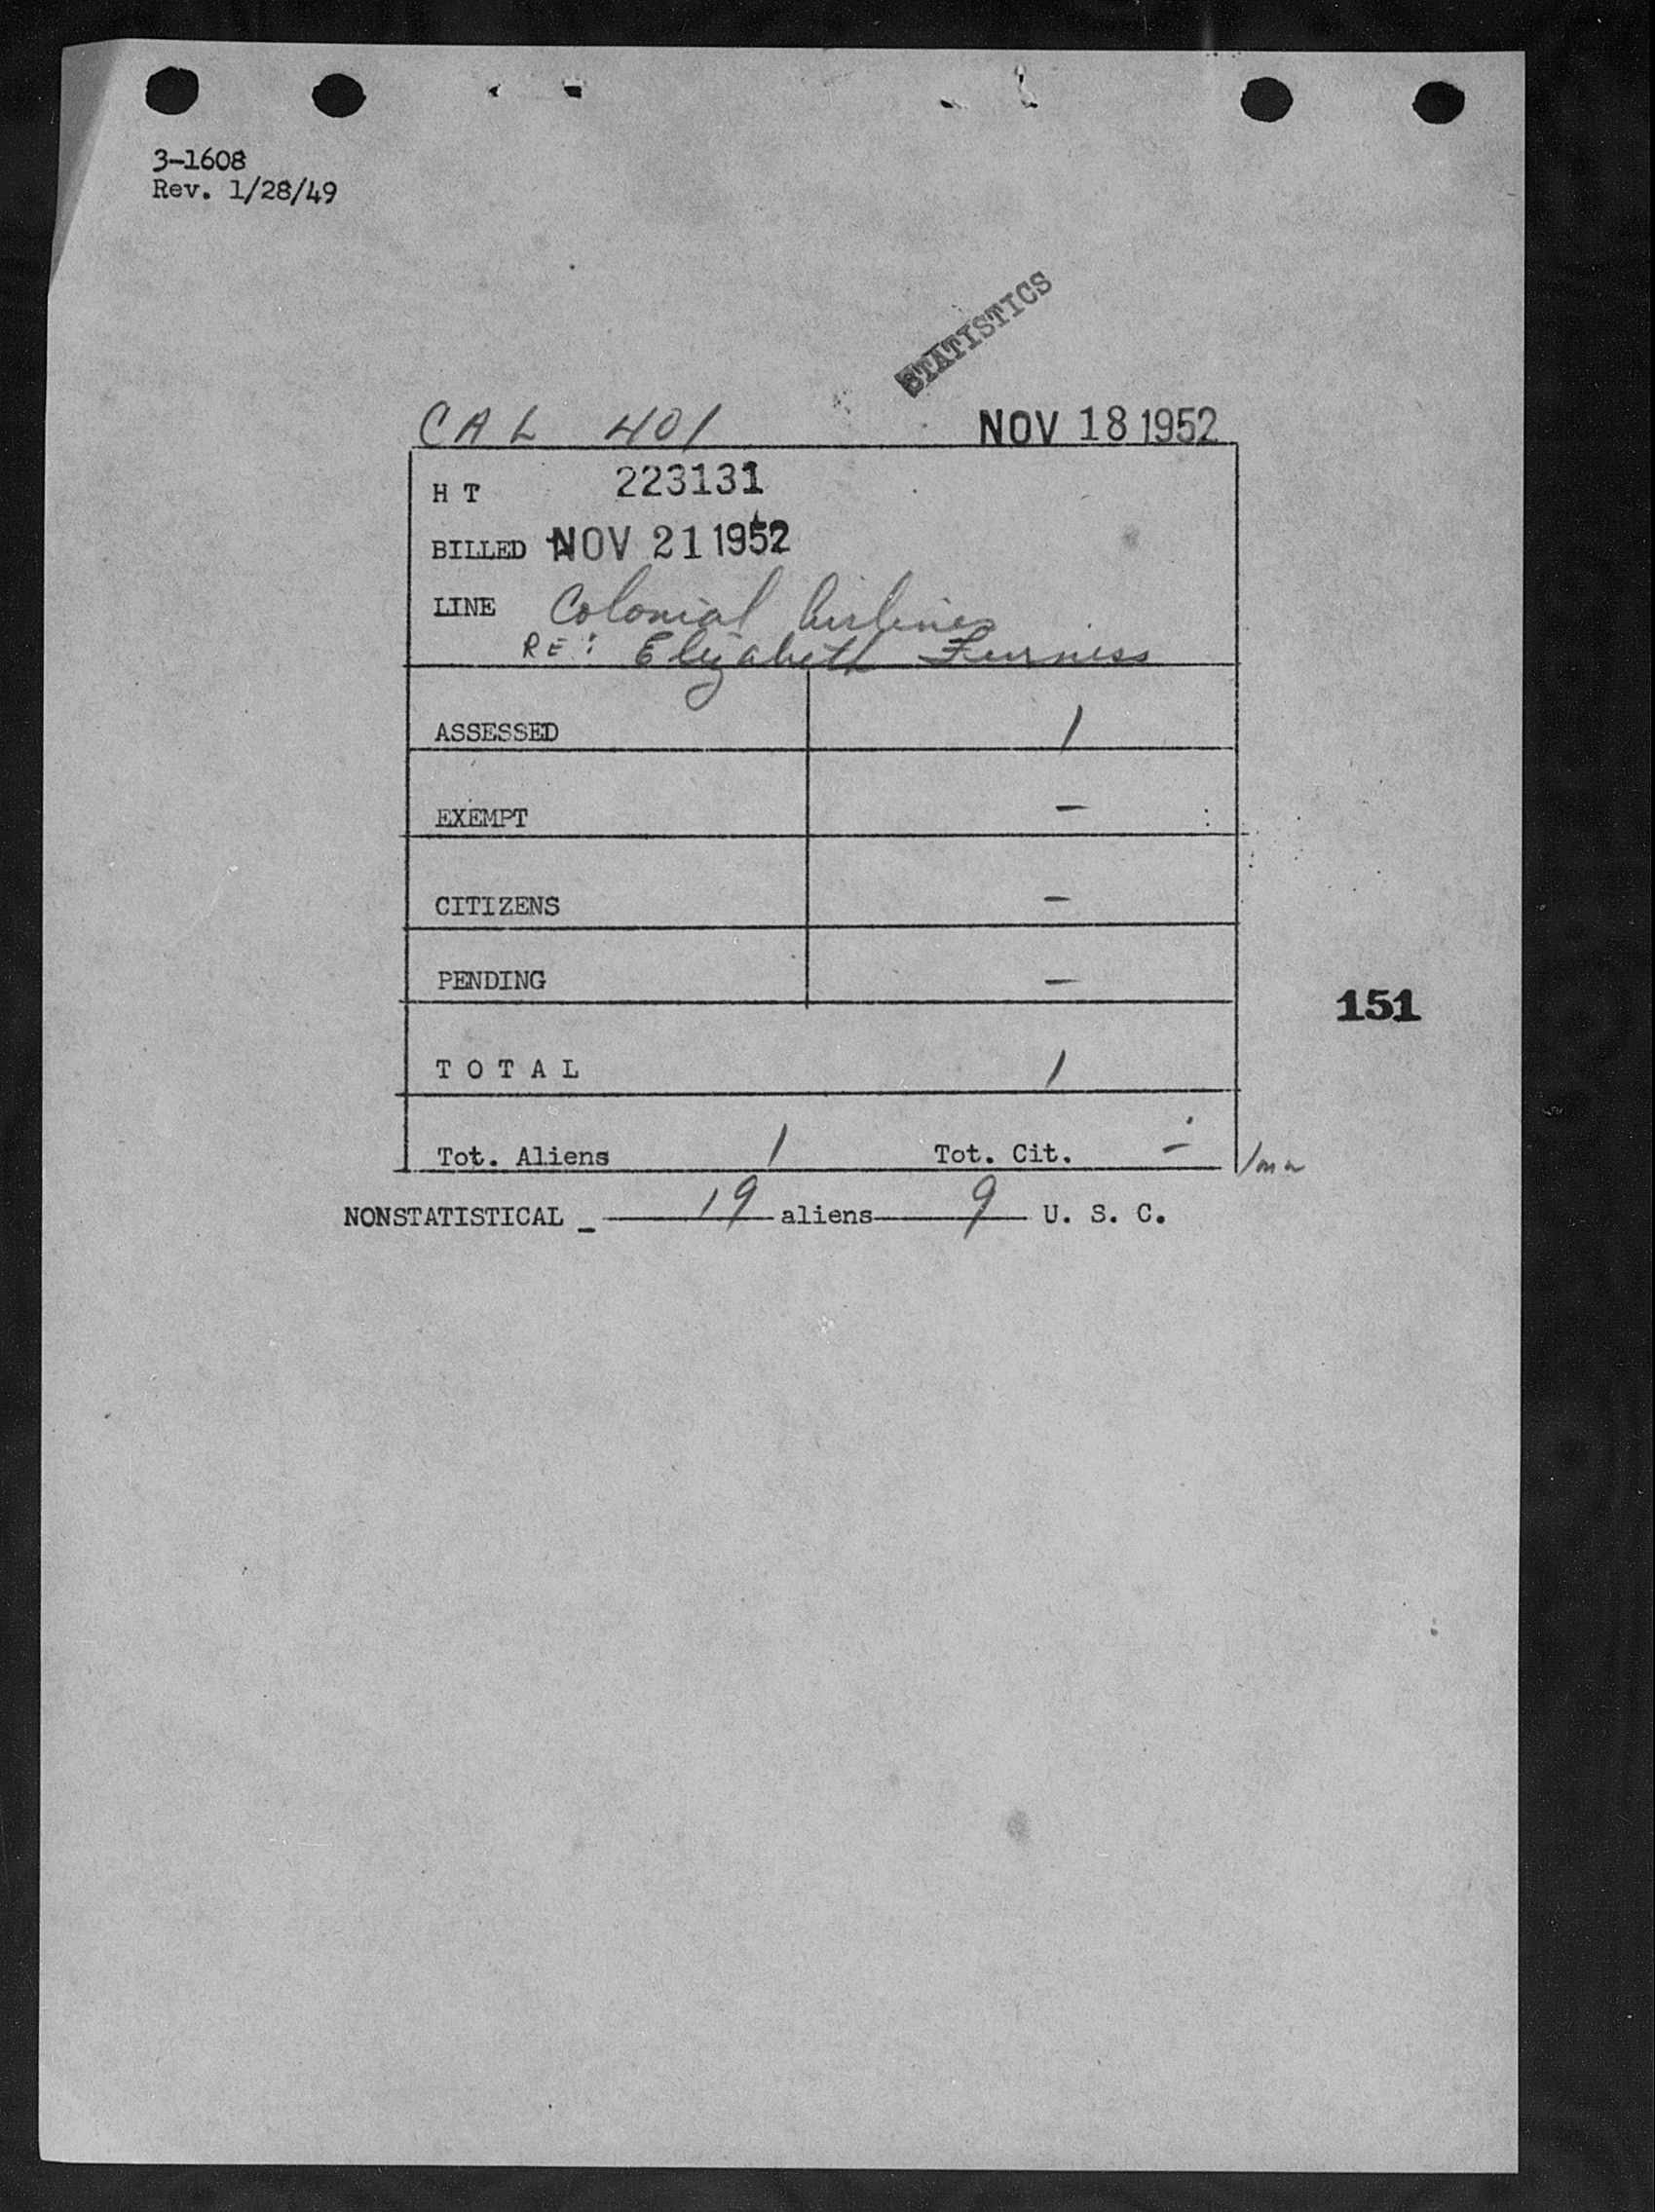 3-1608
Rev. 1/28/49
STATISTICS
CAL 401 NOV 18 1952
H T 223131
BILLED NOV 21 1952
LINE Colonial Airlines
RE: Elizabeth Furness
ASSESSED 1
EXEMPT –
CITIZENS –
PENDING –
151
T O T A L 1
Tot. Aliens 1 Tot. Cit. –
NONSTATISTICAL _ 19 aliens 9 U. S. C.